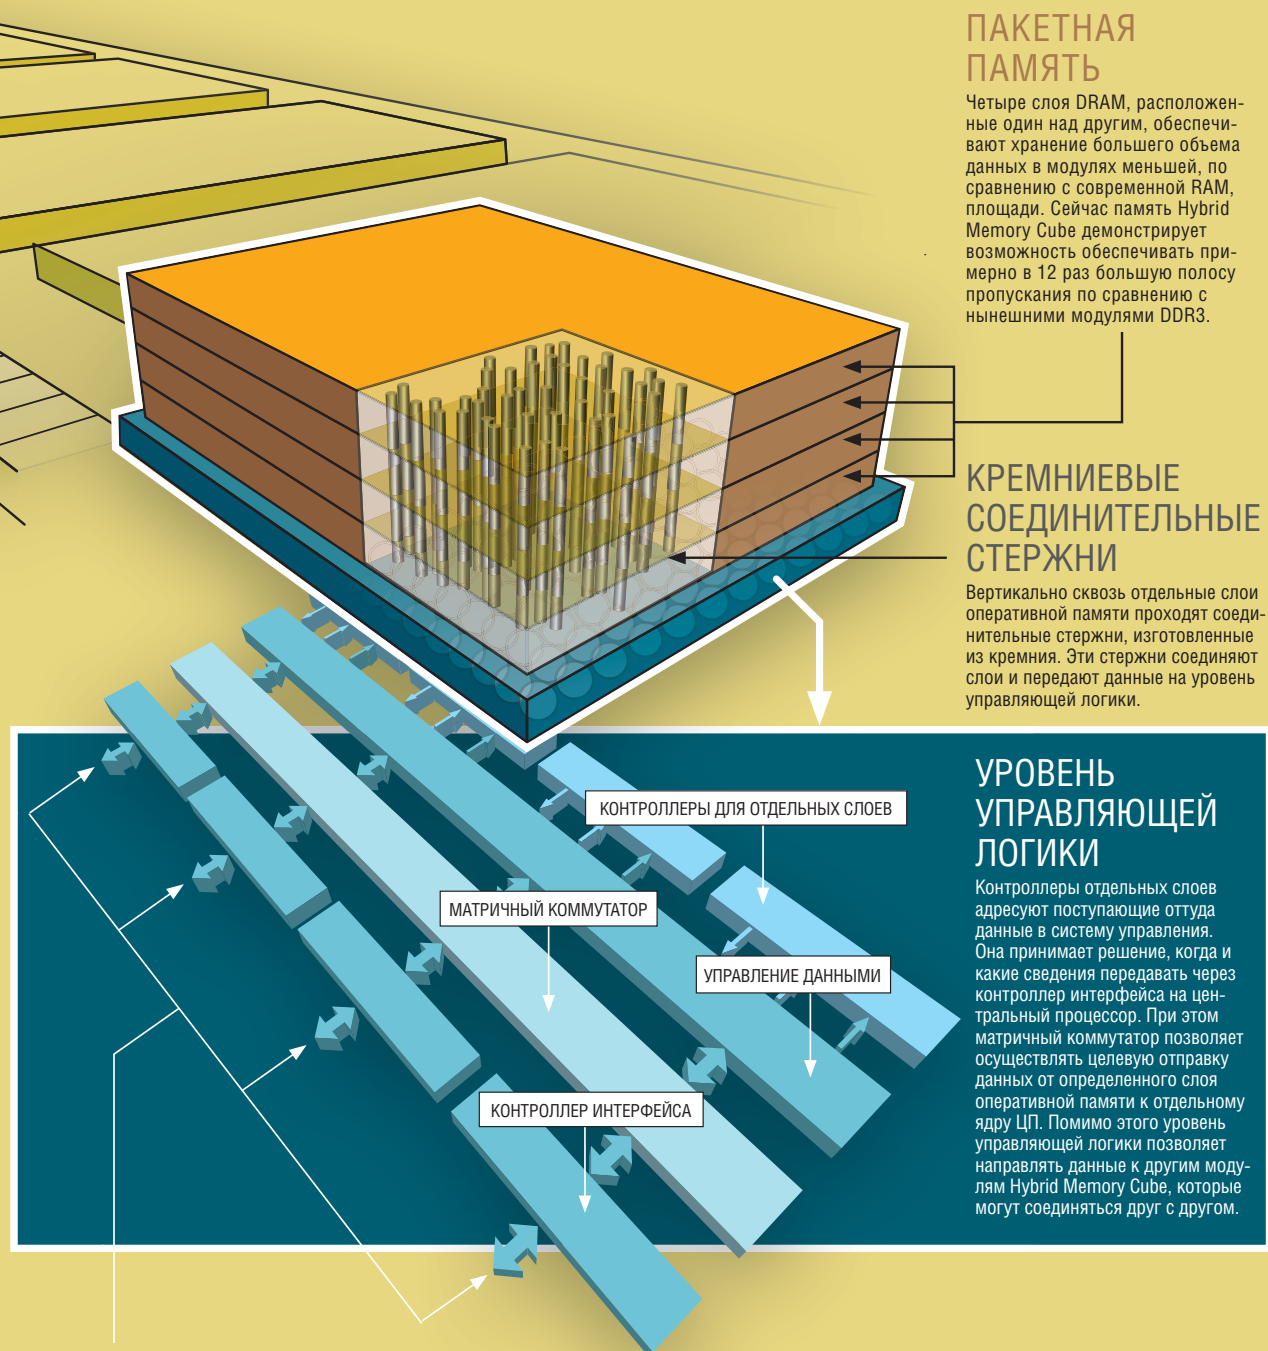 ПАКЕТНАЯ
ПАМЯТЬ
Четыре слоя DRAM, расположен-
ные один над другим, обеспечи-
вают хранение большего объема
данных в модулях меньшей, по
сравнению с современной RAM,
площади. Сейчас память Hybrid
Memory Cube демонстрирует
возможность обеспечивать при-
мерно в 12 раз большую полосу
пропускания по сравнению с
нынешними модулями DDR3.
КРЕМНИЕВЫЕ
СОЕДИНИТЕЛЬНЫЕ
СТЕРЖНИ
Вертикально сквозь отдельные слои
оперативной памяти проходят соеди-
нительные стержни, изготовленные
из кремния. Эти стержни соединяют
слои и передают данные на уровень
управляющей логики.
УРОВЕНЬ
УПРАВЛЯЮЩЕЙ
ЛОГИКИ
Контроллеры отдельных слоев
адресуют поступающие оттуда
данные в систему управления.
Она принимает решение, когда и
какие сведения передавать через
контроллер интерфейса на цен-
тральный процессор. При этом
матричный коммутатор позволяет
осуществлять целевую отправку
данных от определенного слоя
оперативной памяти к отдельному
ядру ЦП. Помимо этого уровень
управляющей логики позволяет
направлять данные к другим моду-
лям Hybrid Memory Cube, которые
могут соединяться друг с другом.
КОНТРОЛЛЕРЫ ДЛЯ ОТДЕЛЬНЫХ СЛОЕВ
МАТРИЧНЫЙ КОММУТАТОР
УПРАВЛЕНИЕ ДАННЫМИ
КОНТРОЛЛЕР ИНТЕРФЕЙСА